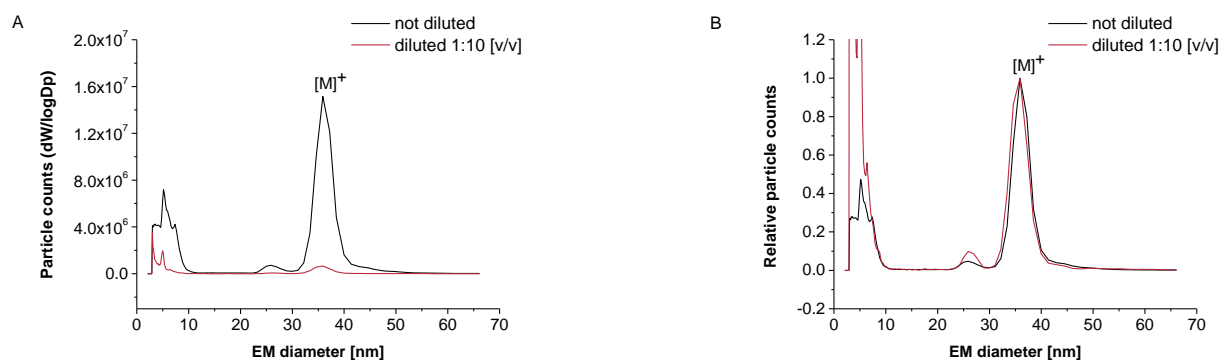 A
not diluted
diluted 1:10 [v/v]
[M]+
Particle counts (dW/logDp)
2.0x10^7
1.6x10^7
1.2x10^7
8.0x10^6
4.0x10^6
0.0
0 10 20 30 40 50 60 70
EM diameter [nm]
B
not diluted
diluted 1:10 [v/v]
[M]+
Relative particle counts
1.2
1.0
0.8
0.6
0.4
0.2
0.0
-0.2
0 10 20 30 40 50 60 70
EM diameter [nm]